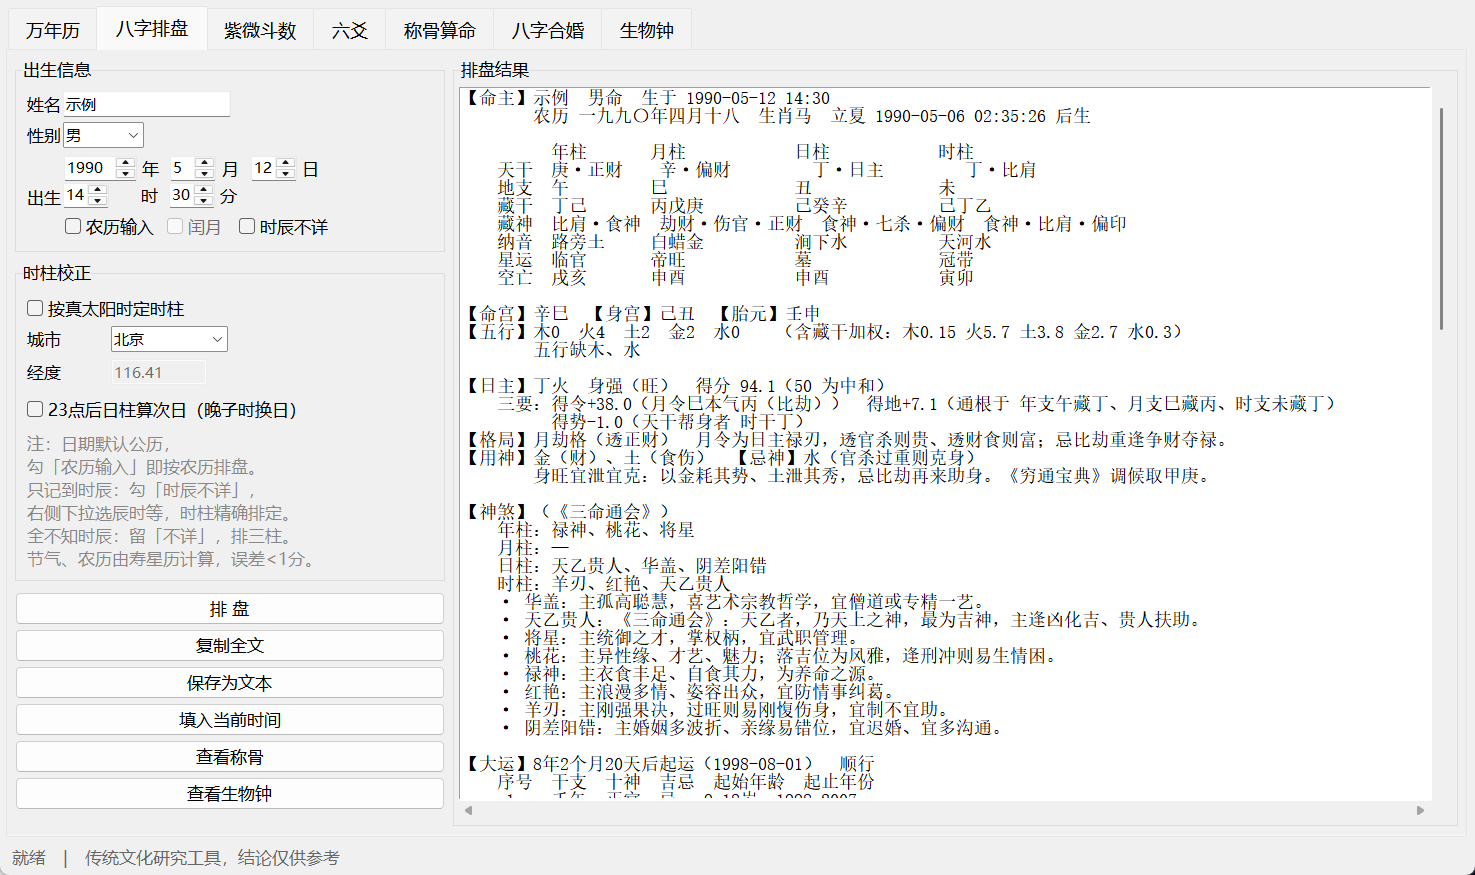 万年历 八字排盘 紫微斗数 六爻 称骨算命 八字合婚 生物钟
出生信息
姓名 示例
性别 男
1990 年 5 月 12 日
出生 14 时 30 分
农历输入 闰月 时辰不详
时柱校正
按真太阳时定时柱
城市 北京
经度 116.41
23点后日柱算次日（晚子时换日）
注：日期默认公历，
勾「农历输入」即按农历排盘。
只记到时辰：勾「时辰不详」，
右侧下拉选辰时等，时柱精确排定。
全不知时辰：留「不详」，排三柱。
节气、农历由寿星历计算，误差<1分。
排 盘
复制全文
保存为文本
填入当前时间
查看称骨
查看生物钟
排盘结果
【命主】示例 男命 生于 1990-05-12 14:30
农历 一九九〇年四月十八 生肖马 立夏 1990-05-06 02:35:26 后生
年柱 月柱 日柱 时柱
天干 庚·正财 辛·偏财 丁·日主 丁·比肩
地支 午 巳 丑 未
藏干 丁己 丙戊庚 己癸辛 己丁乙
藏神 比肩·食神 劫财·伤官·正财 食神·七杀·偏财 食神·比肩·偏印
纳音 路旁土 白蜡金 涧下水 天河水
星运 临官 帝旺 墓 冠带
空亡 戌亥 申酉 申酉 寅卯
【命宫】辛巳 【身宫】己丑 【胎元】壬申
【五行】木0 火4 土2 金2 水0 （含藏干加权：木0.15 火5.7 土3.8 金2.7 水0.3）
五行缺木、水
【日主】丁火 身强（旺） 得分 94.1（50 为中和）
三要：得令+38.0（月令巳本气丙（比劫）） 得地+7.1（通根于 年支午藏丁、月支巳藏丙、时支未藏丁）
得势-1.0（天干帮身者 时干丁）
【格局】月劫格（透正财） 月令为日主禄刃，透官杀则贵、透财食则富；忌比劫重逢争财夺禄。
【用神】金（财）、土（食伤） 【忌神】水（官杀过重则克身）
身旺宜泄宜克：以金耗其势、土泄其秀，忌比劫再来助身。《穷通宝典》调候取甲庚。
【神煞】（《三命通会》）
年柱：禄神、桃花、将星
月柱：—
日柱：天乙贵人、华盖、阴差阳错
时柱：羊刃、红艳、天乙贵人
· 华盖：主孤高聪慧，喜艺术宗教哲学，宜僧道或专精一艺。
· 天乙贵人：《三命通会》：天乙者，乃天上之神，最为吉神，主逢凶化吉、贵人扶助。
· 将星：主统御之才，掌权柄，宜武职管理。
· 桃花：主异性缘、才艺、魅力；落吉位为风雅，逢刑冲则易生情困。
· 禄神：主衣食丰足、自食其力，为养命之源。
· 红艳：主浪漫多情、姿容出众，宜防情事纠葛。
· 羊刃：主刚强果决，过旺则易刚愎伤身，宜制不宜助。
· 阴差阳错：主婚姻多波折、亲缘易错位，宜迟婚、宜多沟通。
【大运】8年2个月20天后起运（1998-08-01） 顺行
序号 干支 十神 吉忌 起始年龄 起止年份
就绪 | 传统文化研究工具，结论仅供参考